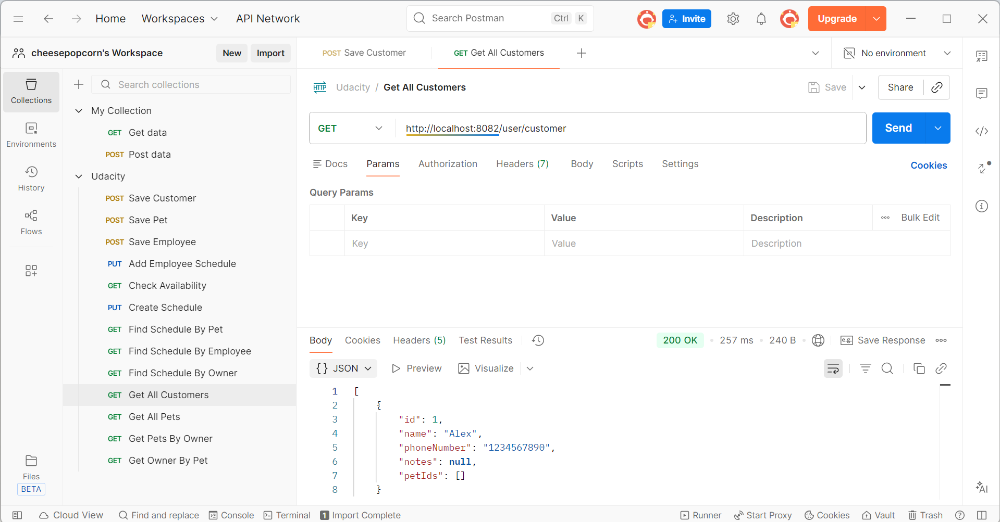 Home Workspaces API Network Search Postman Ctrl K Invite Upgrade
cheesepopcorn's Workspace New Import
Collections
Environments
History
Flows
Files
BETA
Search collections
My Collection
GET Get data
POST Post data
Udacity
POST Save Customer
POST Save Pet
POST Save Employee
PUT Add Employee Schedule
GET Check Availability
PUT Create Schedule
GET Find Schedule By Pet
GET Find Schedule By Employee
GET Find Schedule By Owner
GET Get All Customers
GET Get All Pets
GET Get Pets By Owner
GET Get Owner By Pet
POST Save Customer GET Get All Customers No environment
HTTP Udacity / Get All Customers Save Share
GET http://localhost:8082/user/customer Send
Docs Params Authorization Headers (7) Body Scripts Settings Cookies
Query Params
Key Value Description Bulk Edit
Key Value Description
Body Cookies Headers (5) Test Results 200 OK • 257 ms • 240 B • e.g. Save Response
{} JSON Preview Visualize
1 [
2 {
3 "id": 1,
4 "name": "Alex",
5 "phoneNumber": "1234567890",
6 "notes": null,
7 "petIds": []
8 }
AI
Cloud View Find and replace Console Terminal 1 Import Complete Runner Start Proxy Cookies Vault Trash